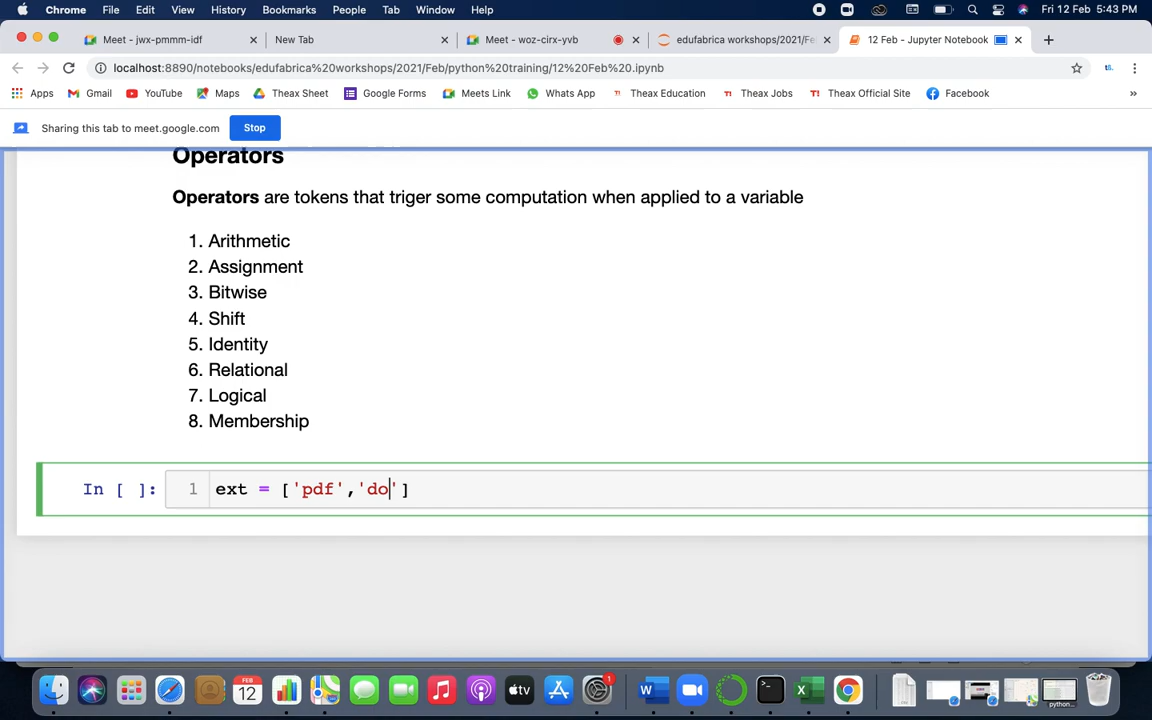 Chrome File Edit View History Bookmarks People Tab Window Help Fri 12 Feb 5:43 PM
Meet - jwx-pmmm-idf New Tab Meet - woz-cirx-yvb edufabrica workshops/2021/Fe 12 Feb - Jupyter Notebook
localhost:8890/notebooks/edufabrica%20workshops/2021/Feb/python%20training/12%20Feb%20.ipynb
Apps Gmail YouTube Maps Theax Sheet Google Forms Meets Link Whats App Theax Education Theax Jobs Theax Official Site Facebook »
Sharing this tab to meet.google.com Stop
Operators
Operators are tokens that triger some computation when applied to a variable
1. Arithmetic
2. Assignment
3. Bitwise
4. Shift
5. Identity
6. Relational
7. Logical
8. Membership
In [ ]: 1 ext = ['pdf','do']
FEB
12
tv
1
python...